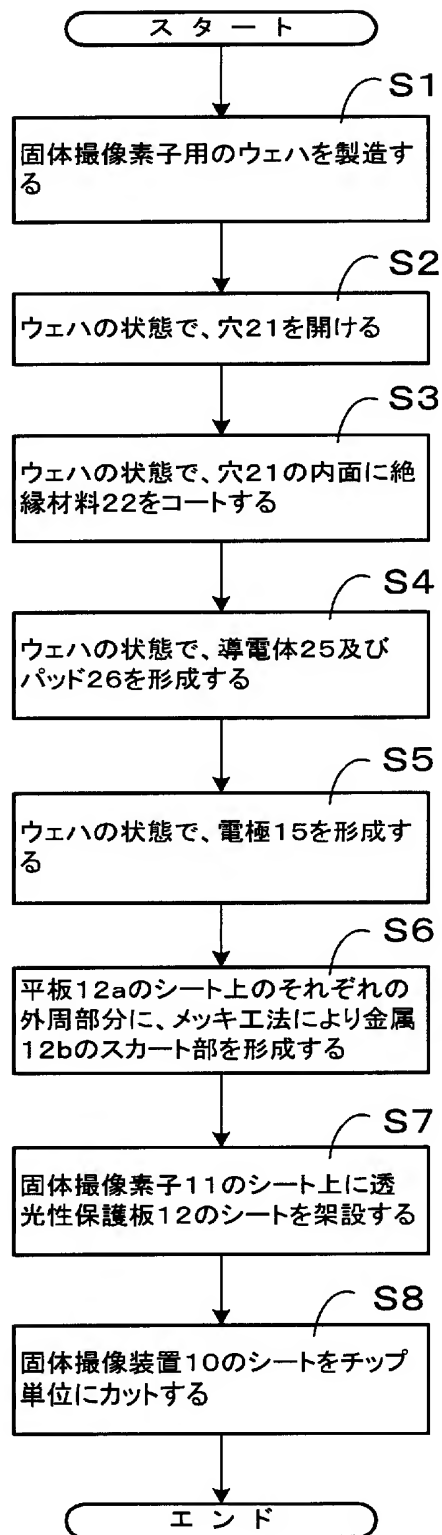 スタート
S1
固体撮像素子用のウェハを製造す
る
S2
ウェハの状態で、穴21を開ける
S3
ウェハの状態で、穴21の内面に絶
縁材料22をコートする
S4
ウェハの状態で、導電体25及び
パッド26を形成する
S5
ウェハの状態で、電極15を形成す
る
S6
平板12aのシート上のそれぞれの
外周部分に、メッキ工法により金属
12bのスカート部を形成する
S7
固体撮像素子11のシート上に透
光性保護板12のシートを架設する
S8
固体撮像装置10のシートをチップ
単位にカットする
エンド